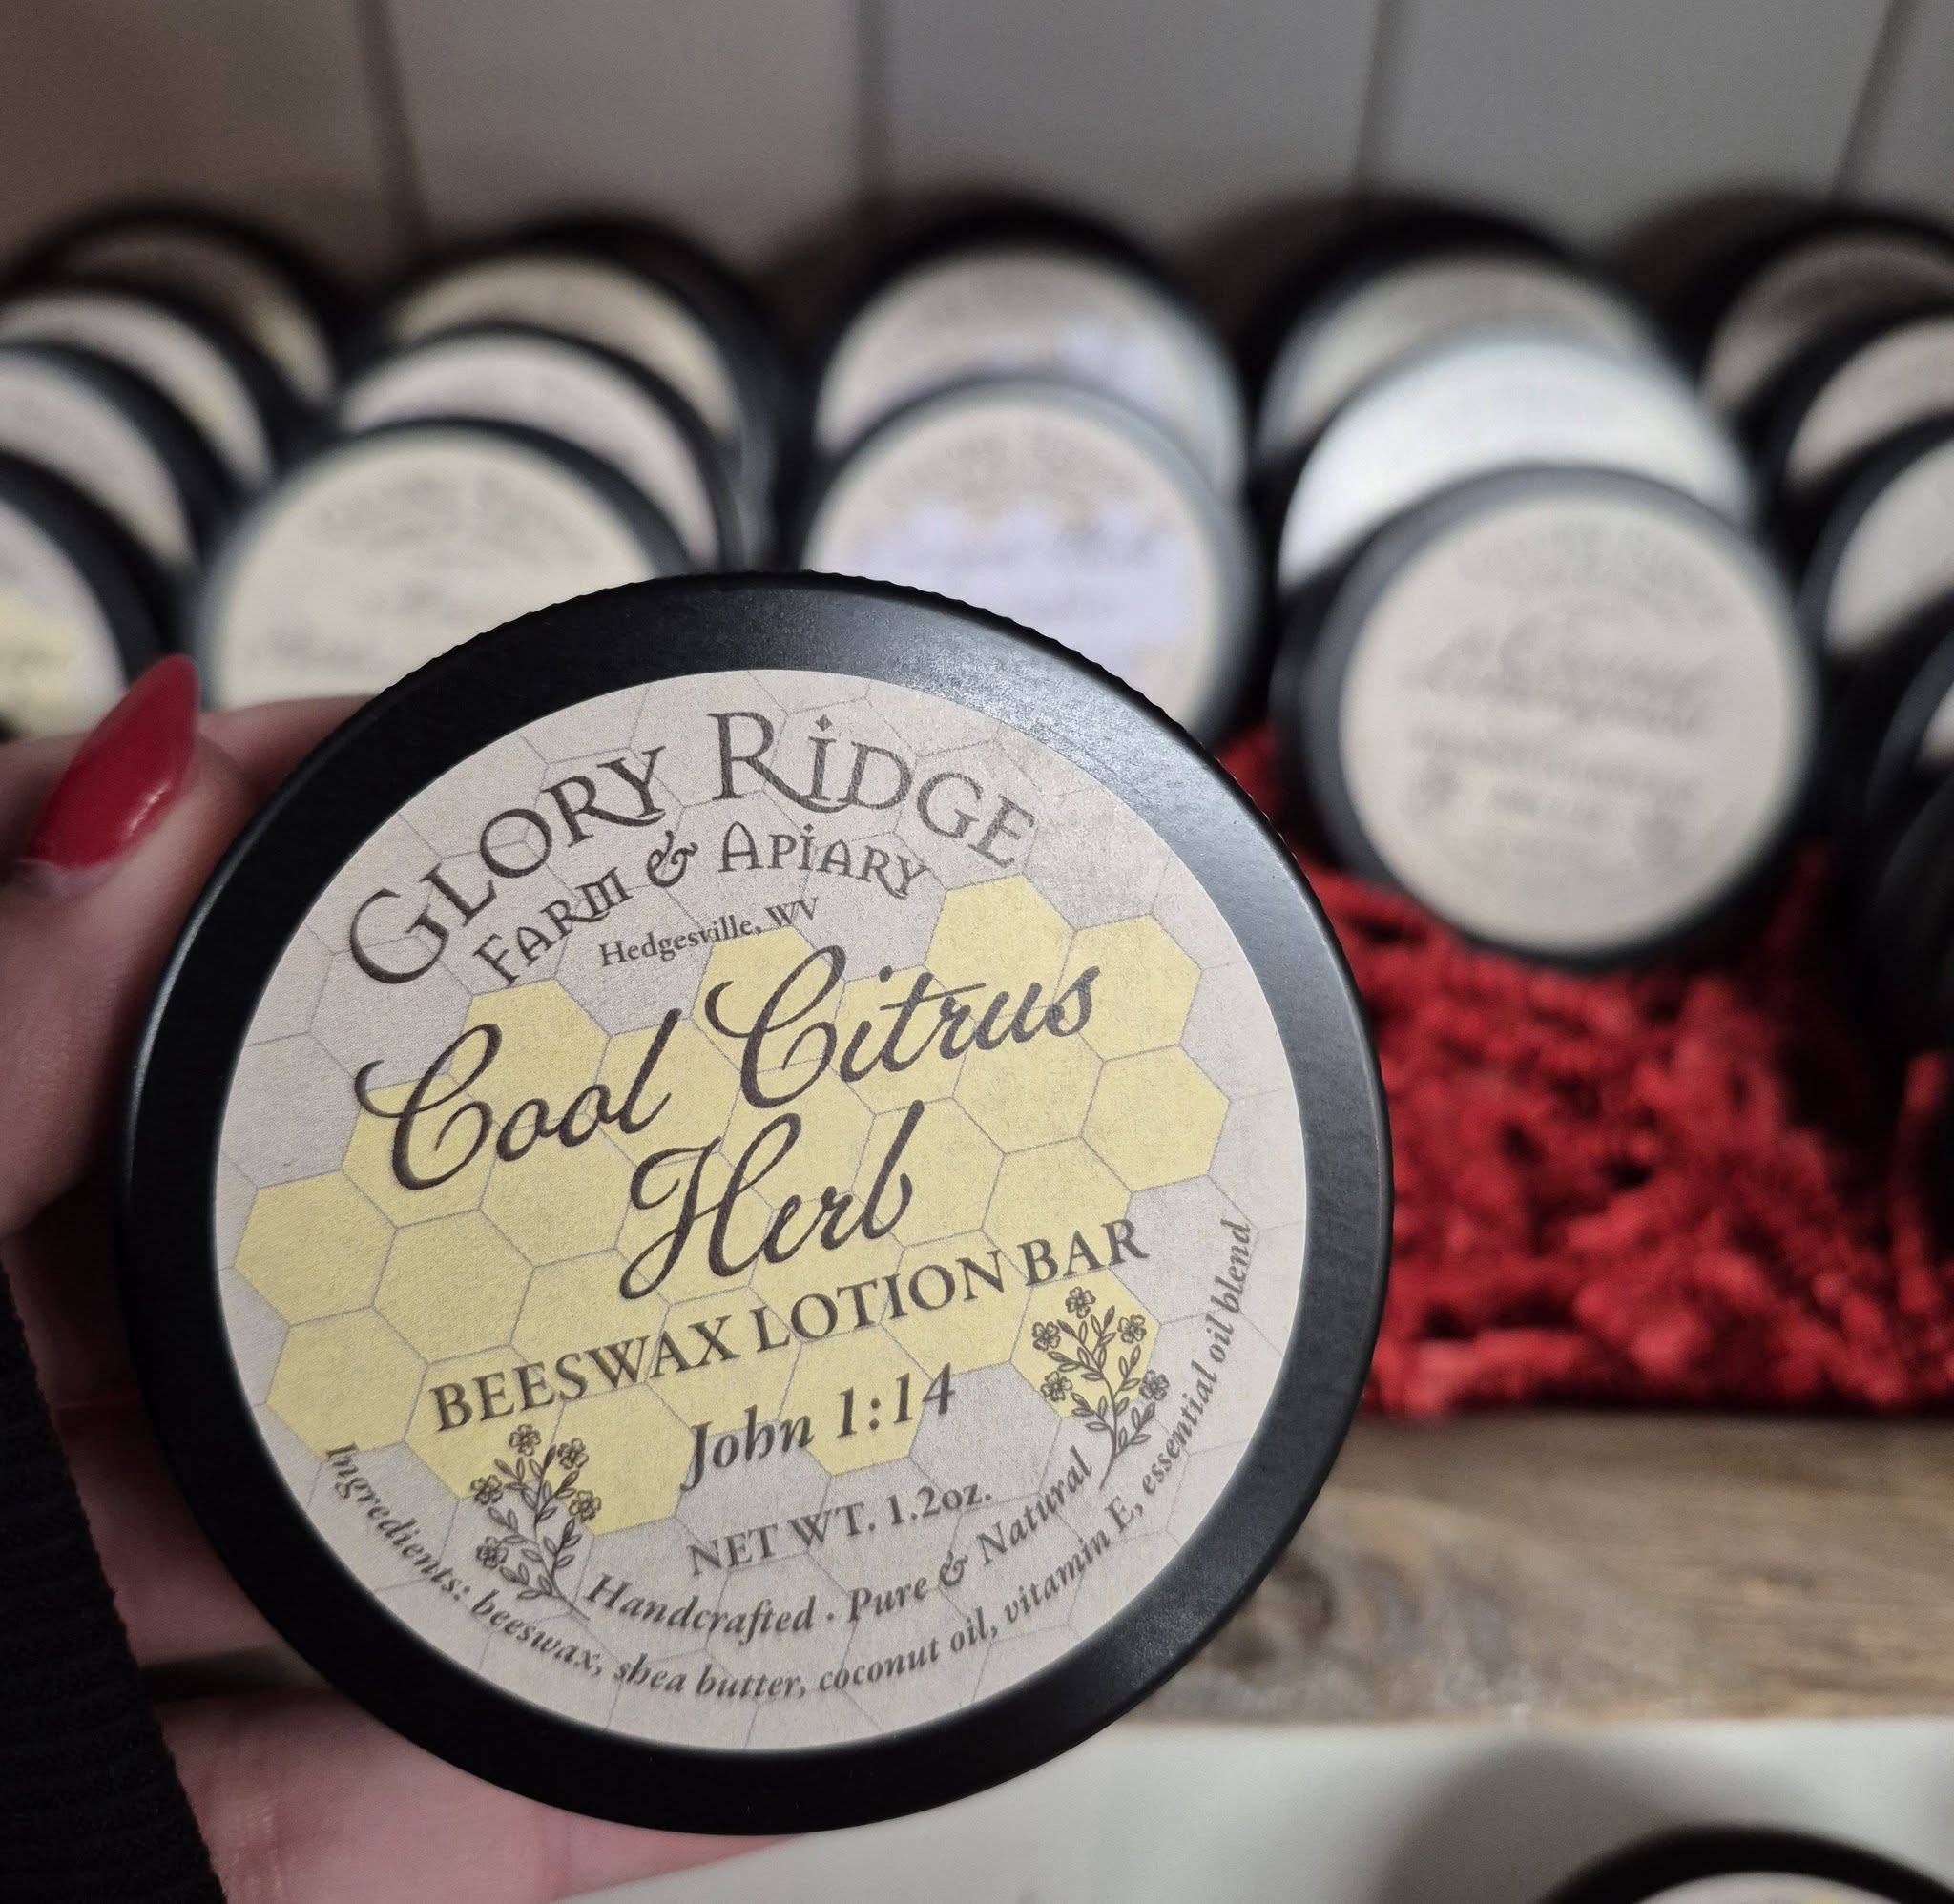 GLORY RIDGE
FARM & APIARY
Hedgesville, WV
Cool Citrus
Herb
BEESWAX LOTION BAR
John 1:14
NET WT. 1.2oz.
Handcrafted · Pure & Natural
Ingredients: beeswax, shea butter, coconut oil, vitamin E, essential oil blend